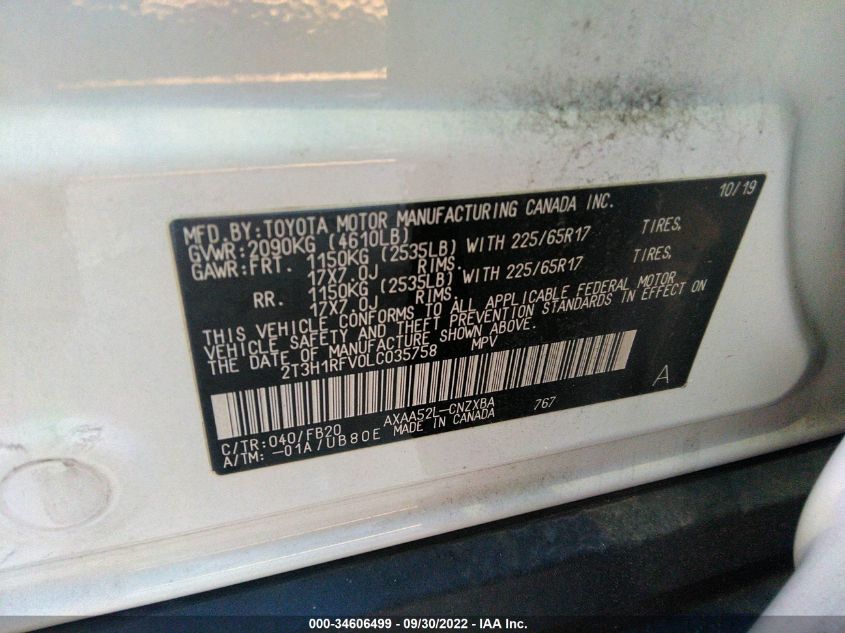 10/19
MFD.BY:TOYOTA MOTOR MANUFACTURING CANADA INC.
GVWR:2090KG (4610LB)
GAWR:FRT. 1150KG (2535LB) WITH 225/65R17 TIRES,
17X7.0J RIMS.
RR. 1150KG (2535LB) WITH 225/65R17 TIRES,
17X7.0J RIMS.
THIS VEHICLE CONFORMS TO ALL APPLICABLE FEDERAL MOTOR
VEHICLE SAFETY AND THEFT PREVENTION STANDARDS IN EFFECT ON
THE DATE OF MANUFACTURE SHOWN ABOVE.
2T3H1RFV0LC035758 MPV
A
C/TR:040/FB20 AXAA52L-CNZXBA 767
A/TM:-01A/UB80E MADE IN CANADA
000-34606499 - 09/30/2022 - IAA Inc.